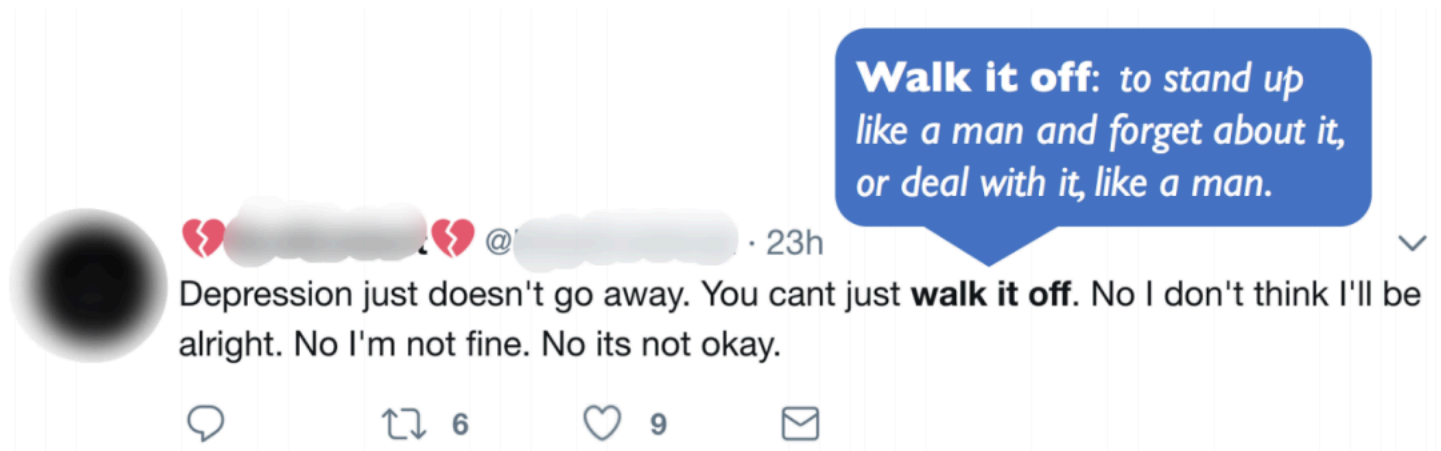 Walk it off: to stand up
like a man and forget about it,
or deal with it, like a man.
@ · 23h
Depression just doesn't go away. You cant just walk it off. No I don't think I'll be
alright. No I'm not fine. No its not okay.
6 9